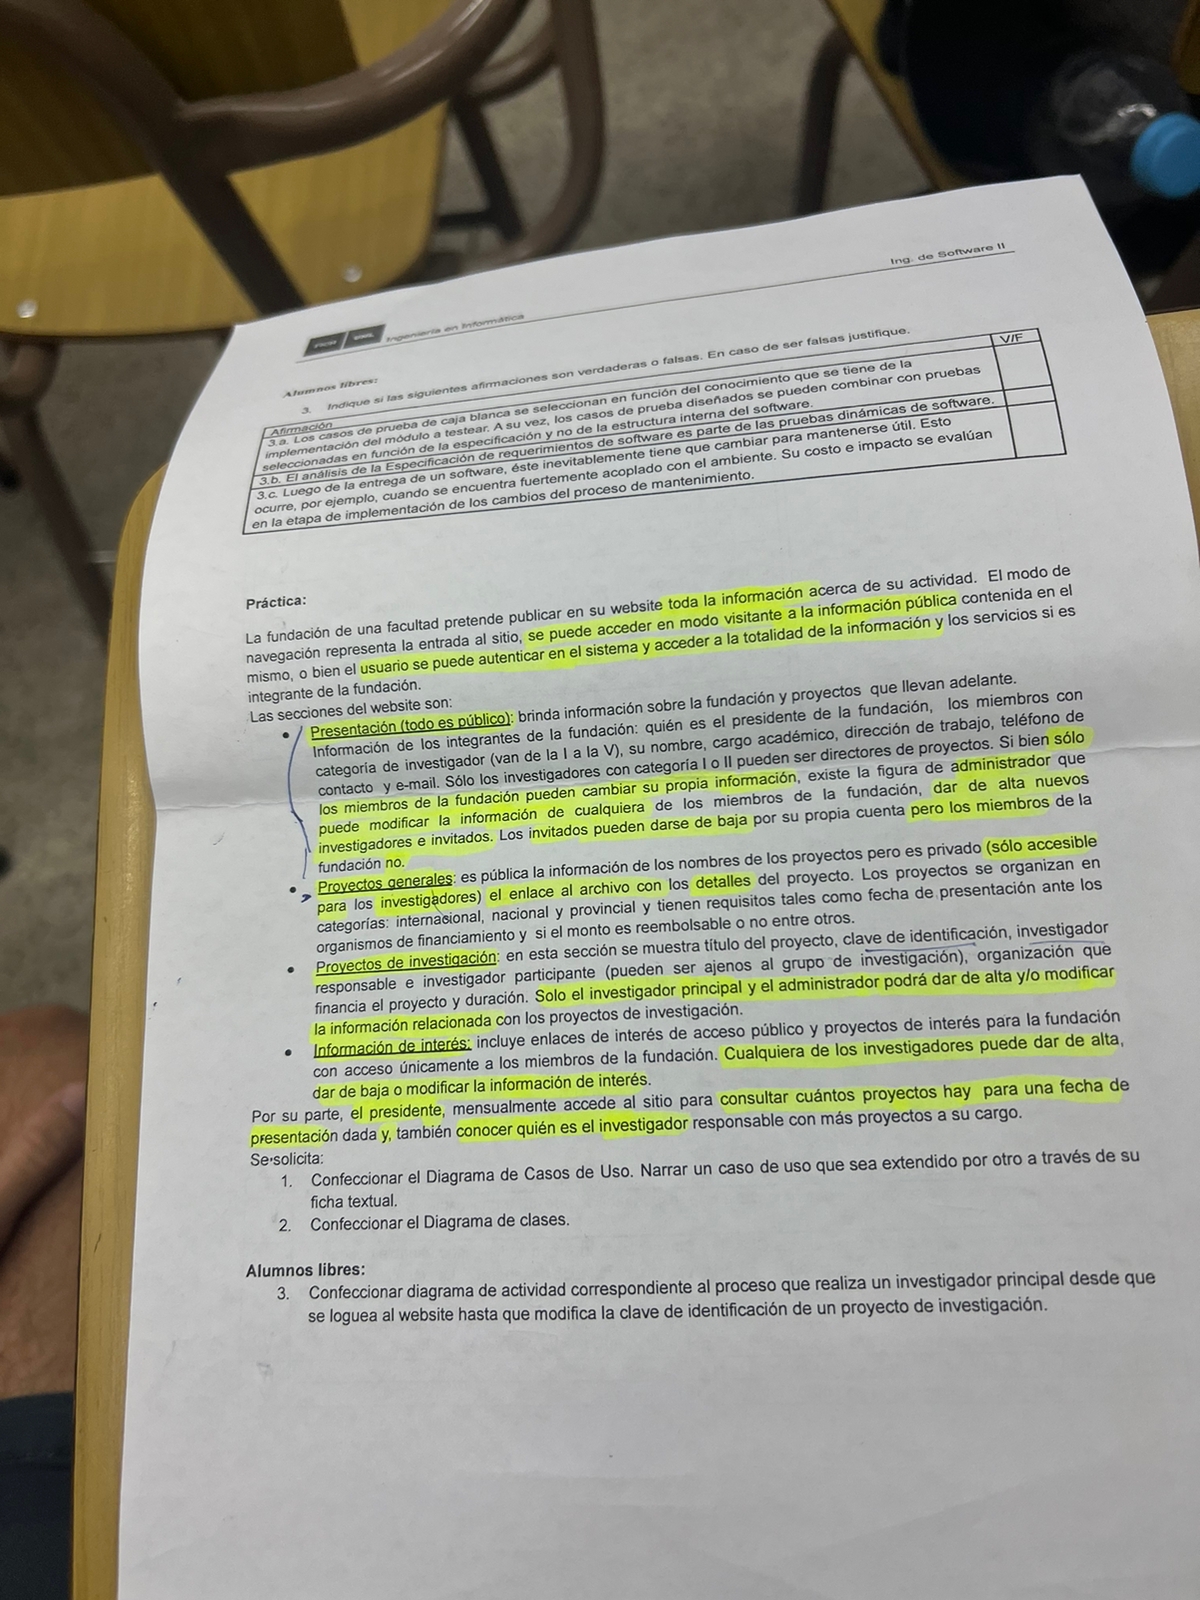 Ing. de Software II
FICH UNL Ingeniería en Informática
Alumnos libres:
3. Indique si las siguientes afirmaciones son verdaderas o falsas. En caso de ser falsas justifique.
Afirmación V/F
3.a. Los casos de prueba de caja blanca se seleccionan en función del conocimiento que se tiene de la
implementación del módulo a testear. A su vez, los casos de prueba diseñados se pueden combinar con pruebas
seleccionadas en función de la especificación y no de la estructura interna del software.
3.b. El análisis de la Especificación de requerimientos de software es parte de las pruebas dinámicas de software.
3.c. Luego de la entrega de un software, éste inevitablemente tiene que cambiar para mantenerse útil. Esto
ocurre, por ejemplo, cuando se encuentra fuertemente acoplado con el ambiente. Su costo e impacto se evalúan
en la etapa de implementación de los cambios del proceso de mantenimiento.
Práctica:
La fundación de una facultad pretende publicar en su website toda la información acerca de su actividad. El modo de
navegación representa la entrada al sitio, se puede acceder en modo visitante a la información pública contenida en el
mismo, o bien el usuario se puede autenticar en el sistema y acceder a la totalidad de la información y los servicios si es
integrante de la fundación.
Las secciones del website son:
• Presentación (todo es público): brinda información sobre la fundación y proyectos que llevan adelante.
Información de los integrantes de la fundación: quién es el presidente de la fundación, los miembros con
categoría de investigador (van de la I a la V), su nombre, cargo académico, dirección de trabajo, teléfono de
contacto y e-mail. Sólo los investigadores con categoría I o II pueden ser directores de proyectos. Si bien sólo
los miembros de la fundación pueden cambiar su propia información, existe la figura de administrador que
puede modificar la información de cualquiera de los miembros de la fundación, dar de alta nuevos
investigadores e invitados. Los invitados pueden darse de baja por su propia cuenta pero los miembros de la
fundación no.
• Proyectos generales: es pública la información de los nombres de los proyectos pero es privado (sólo accesible
para los investigadores) el enlace al archivo con los detalles del proyecto. Los proyectos se organizan en
categorías: internacional, nacional y provincial y tienen requisitos tales como fecha de presentación ante los
organismos de financiamiento y si el monto es reembolsable o no entre otros.
• Proyectos de investigación: en esta sección se muestra título del proyecto, clave de identificación, investigador
responsable e investigador participante (pueden ser ajenos al grupo de investigación), organización que
financia el proyecto y duración. Solo el investigador principal y el administrador podrá dar de alta y/o modificar
la información relacionada con los proyectos de investigación.
• Información de interés: incluye enlaces de interés de acceso público y proyectos de interés para la fundación
con acceso únicamente a los miembros de la fundación. Cualquiera de los investigadores puede dar de alta,
dar de baja o modificar la información de interés.
Por su parte, el presidente, mensualmente accede al sitio para consultar cuántos proyectos hay para una fecha de
presentación dada y, también conocer quién es el investigador responsable con más proyectos a su cargo.
Se solicita:
1. Confeccionar el Diagrama de Casos de Uso. Narrar un caso de uso que sea extendido por otro a través de su
ficha textual.
2. Confeccionar el Diagrama de clases.
Alumnos libres:
3. Confeccionar diagrama de actividad correspondiente al proceso que realiza un investigador principal desde que
se loguea al website hasta que modifica la clave de identificación de un proyecto de investigación.